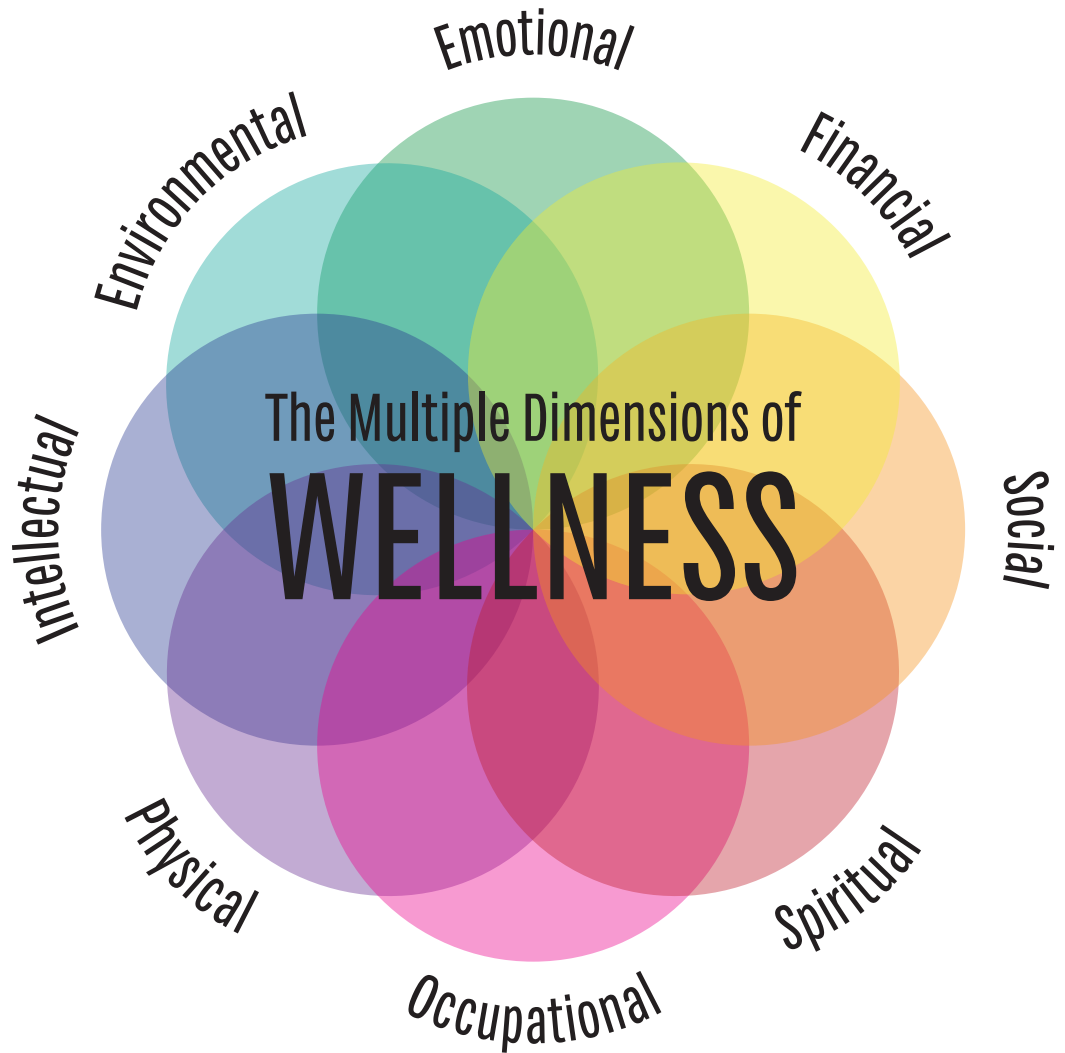 Emotional
Financial
Social
Spiritual
Occupational
Physical
Intellectual
Environmental
The Multiple Dimensions of
WELLNESS